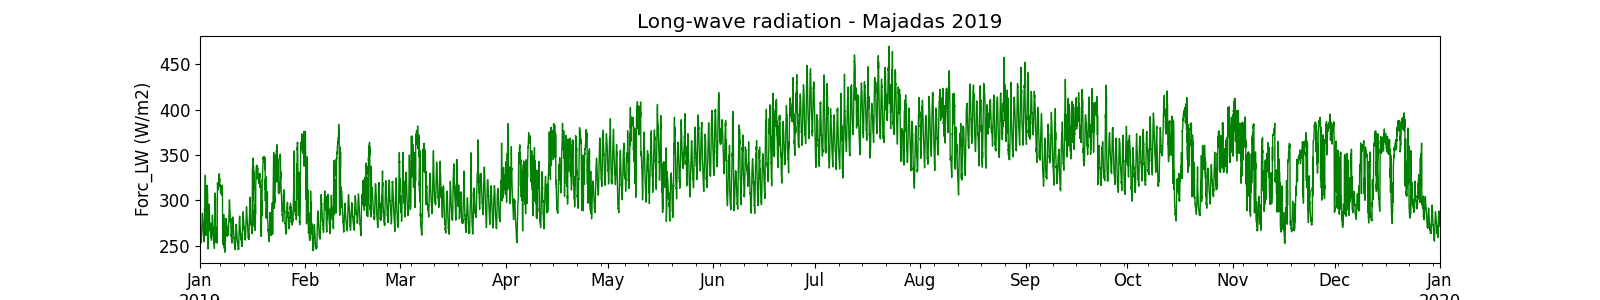 Long-wave radiation - Majadas 2019
Forc_LW (W/m2)
450
400
350
300
250
Jan Feb Mar Apr May Jun Jul Aug Sep Oct Nov Dec Jan
2019 2020